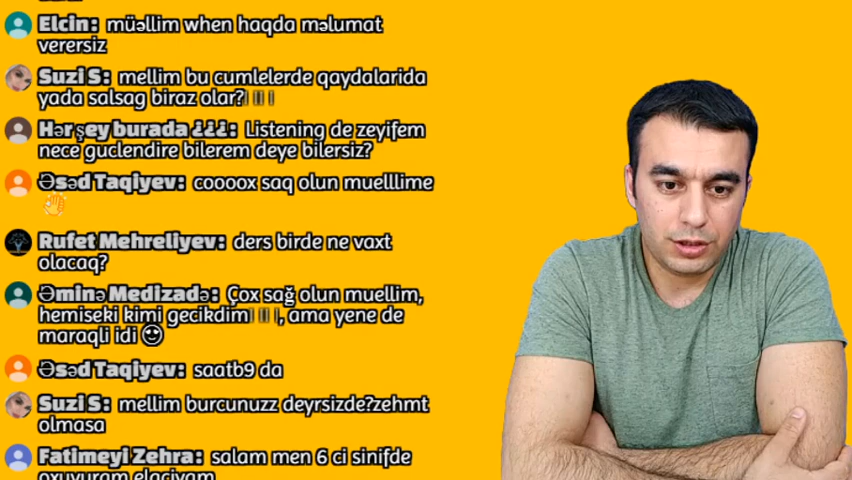 Elcin: müəllim when haqda məlumat
verersiz
Suzi S: mellim bu cumlelerde qaydalarida
yada salsag biraz olar?
Hər şey burada ¿¿¿: Listening de zeyifem
nece guclendire bilerem deye bilersiz?
Əsəd Taqiyev: coooox saq olun muelllime
👏
Rufet Mehreliyev: ders birde ne vaxt
olacaq?
Əminə Medizadə: Çox sağ olun muellim,
hemiseki kimi gecikdim, ama yene de
maraqli idi 😍
Əsəd Taqiyev: saatb9 da
Suzi S: mellim burcunuzz deyrsizde?zehmt
olmasa
Fatimeyi Zehra: salam men 6 ci sinifde
oxuyuram elaciyam